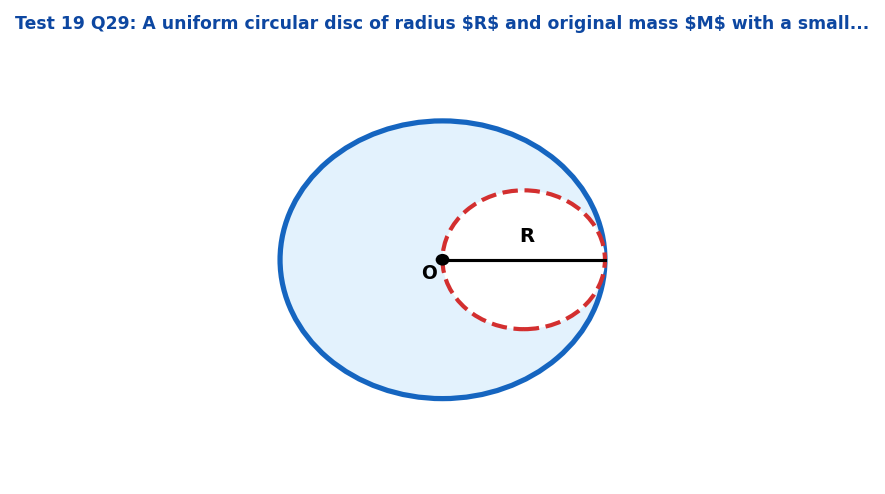 Test 19 Q29: A uniform circular disc of radius $R$ and original mass $M$ with a small...
R
O